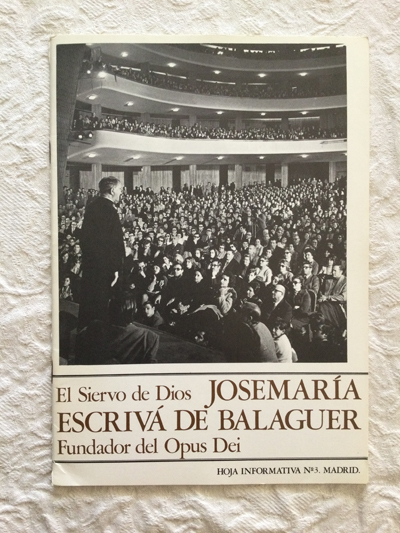 El Siervo de Dios JOSEMARÍA
ESCRIVÁ DE BALAGUER
Fundador del Opus Dei
HOJA INFORMATIVA Nº3. MADRID.